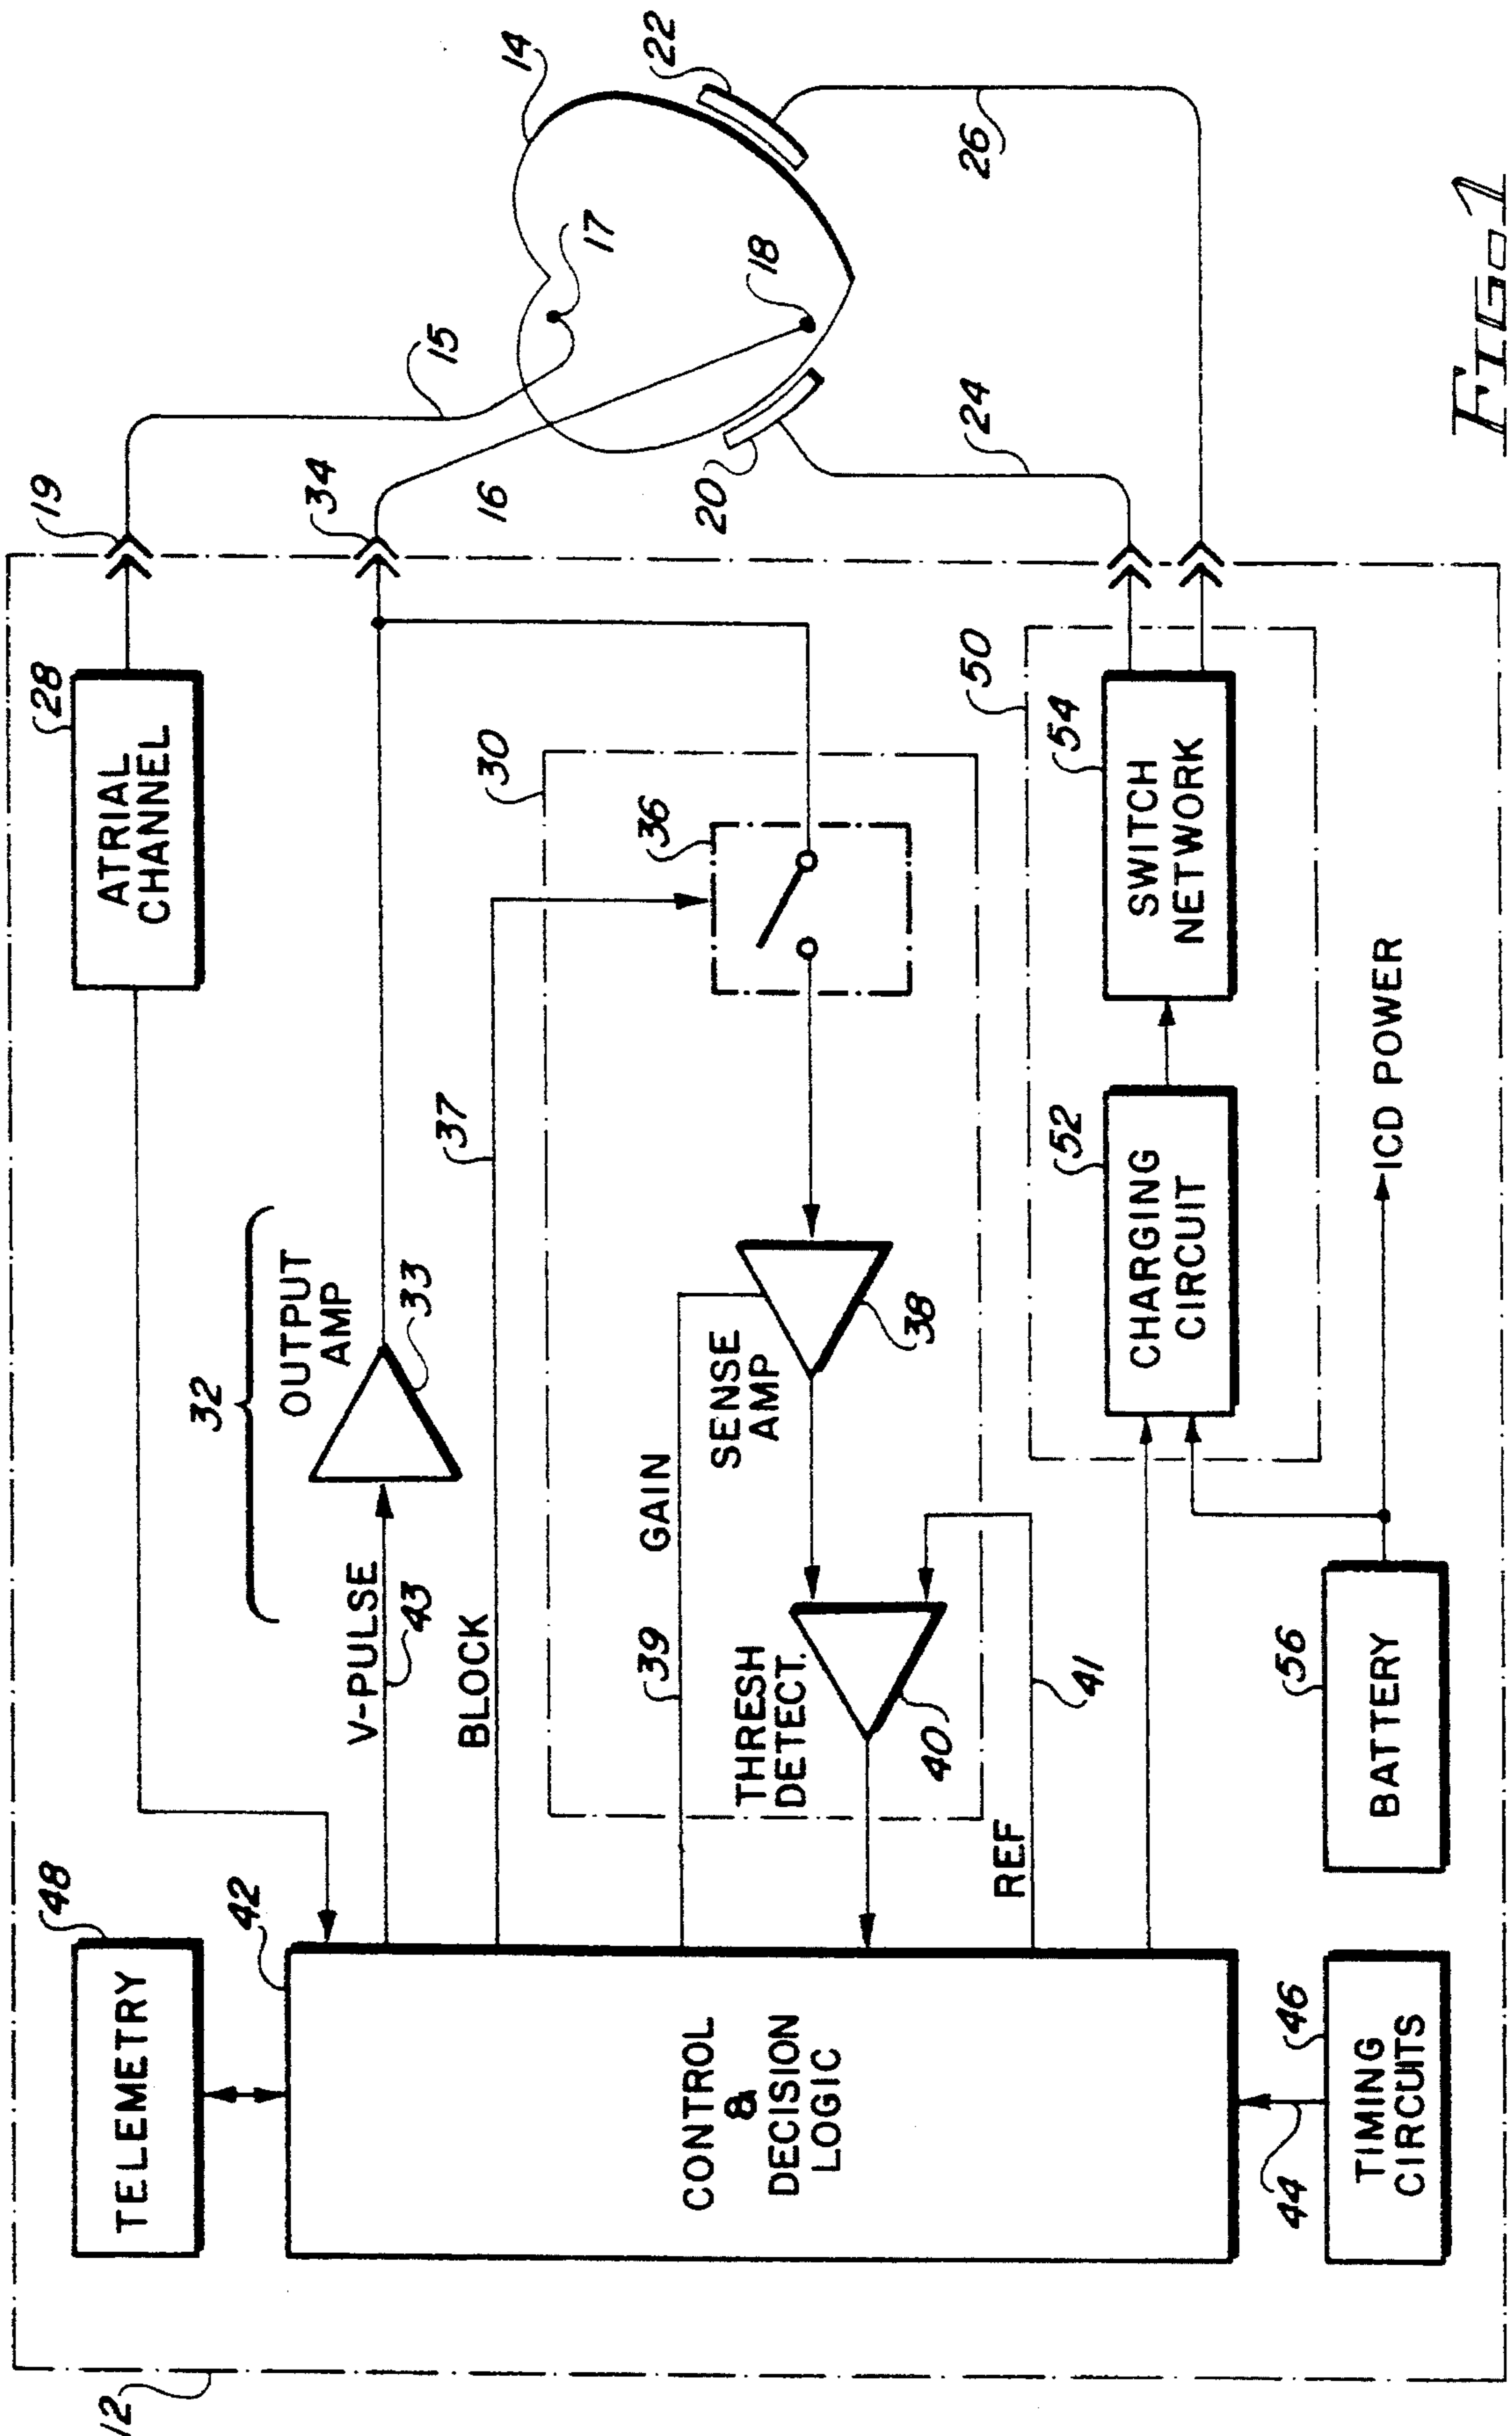 12
48
TELEMETRY
42
CONTROL
&
DECISION
LOGIC
44
46
TIMING
CIRCUITS
28
ATRIAL
CHANNEL
19
15
14
17
22
34
16
18
20
24
26
32
OUTPUT
AMP
33
V-PULSE
43
BLOCK
37
30
36
GAIN
39
SENSE
AMP
38
THRESH
DETECT.
40
REF
41
50
52
CHARGING
CIRCUIT
54
SWITCH
NETWORK
56
BATTERY
ICD POWER
FIG. 1